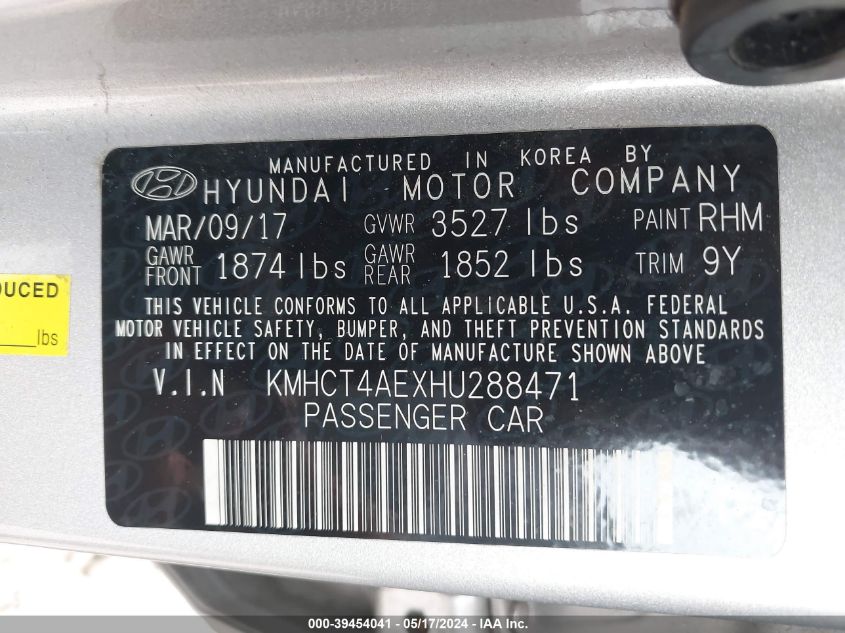 MANUFACTURED IN KOREA BY
HYUNDAI MOTOR COMPANY
MAR/09/17 GVWR 3527 lbs PAINT RHM
GAWR FRONT 1874 lbs GAWR REAR 1852 lbs TRIM 9Y
THIS VEHICLE CONFORMS TO ALL APPLICABLE U.S.A. FEDERAL
MOTOR VEHICLE SAFETY, BUMPER, AND THEFT PREVENTION STANDARDS
IN EFFECT ON THE DATE OF MANUFACTURE SHOWN ABOVE
V.I.N KMHCT4AEXHU288471
PASSENGER CAR
DUCED
lbs
000-39454041 - 05/17/2024 - IAA Inc.